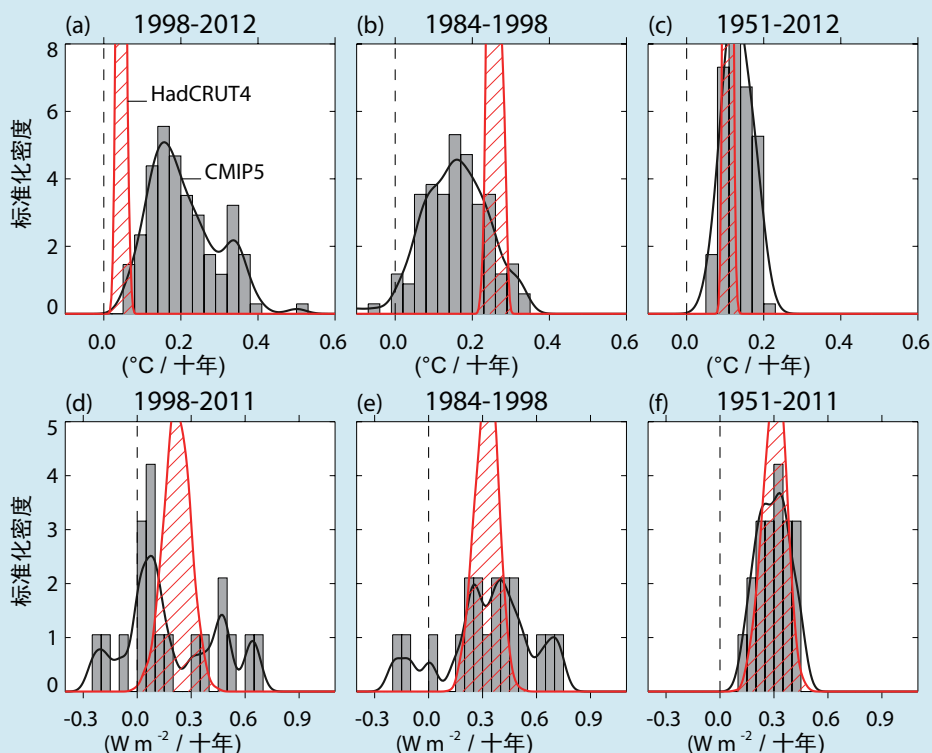 (a) 1998-2012
(b) 1984-1998
(c) 1951-2012
标准化密度
8
6
4
2
0
HadCRUT4
CMIP5
0.0 0.2 0.4 0.6
0.0 0.2 0.4 0.6
0.0 0.2 0.4 0.6
(°C / 十年)
(°C / 十年)
(°C / 十年)
(d) 1998-2011
(e) 1984-1998
(f) 1951-2011
标准化密度
5
4
3
2
1
0
-0.3 0.0 0.3 0.6 0.9
-0.3 0.0 0.3 0.6 0.9
-0.3 0.0 0.3 0.6 0.9
(W m⁻² / 十年)
(W m⁻² / 十年)
(W m⁻² / 十年)